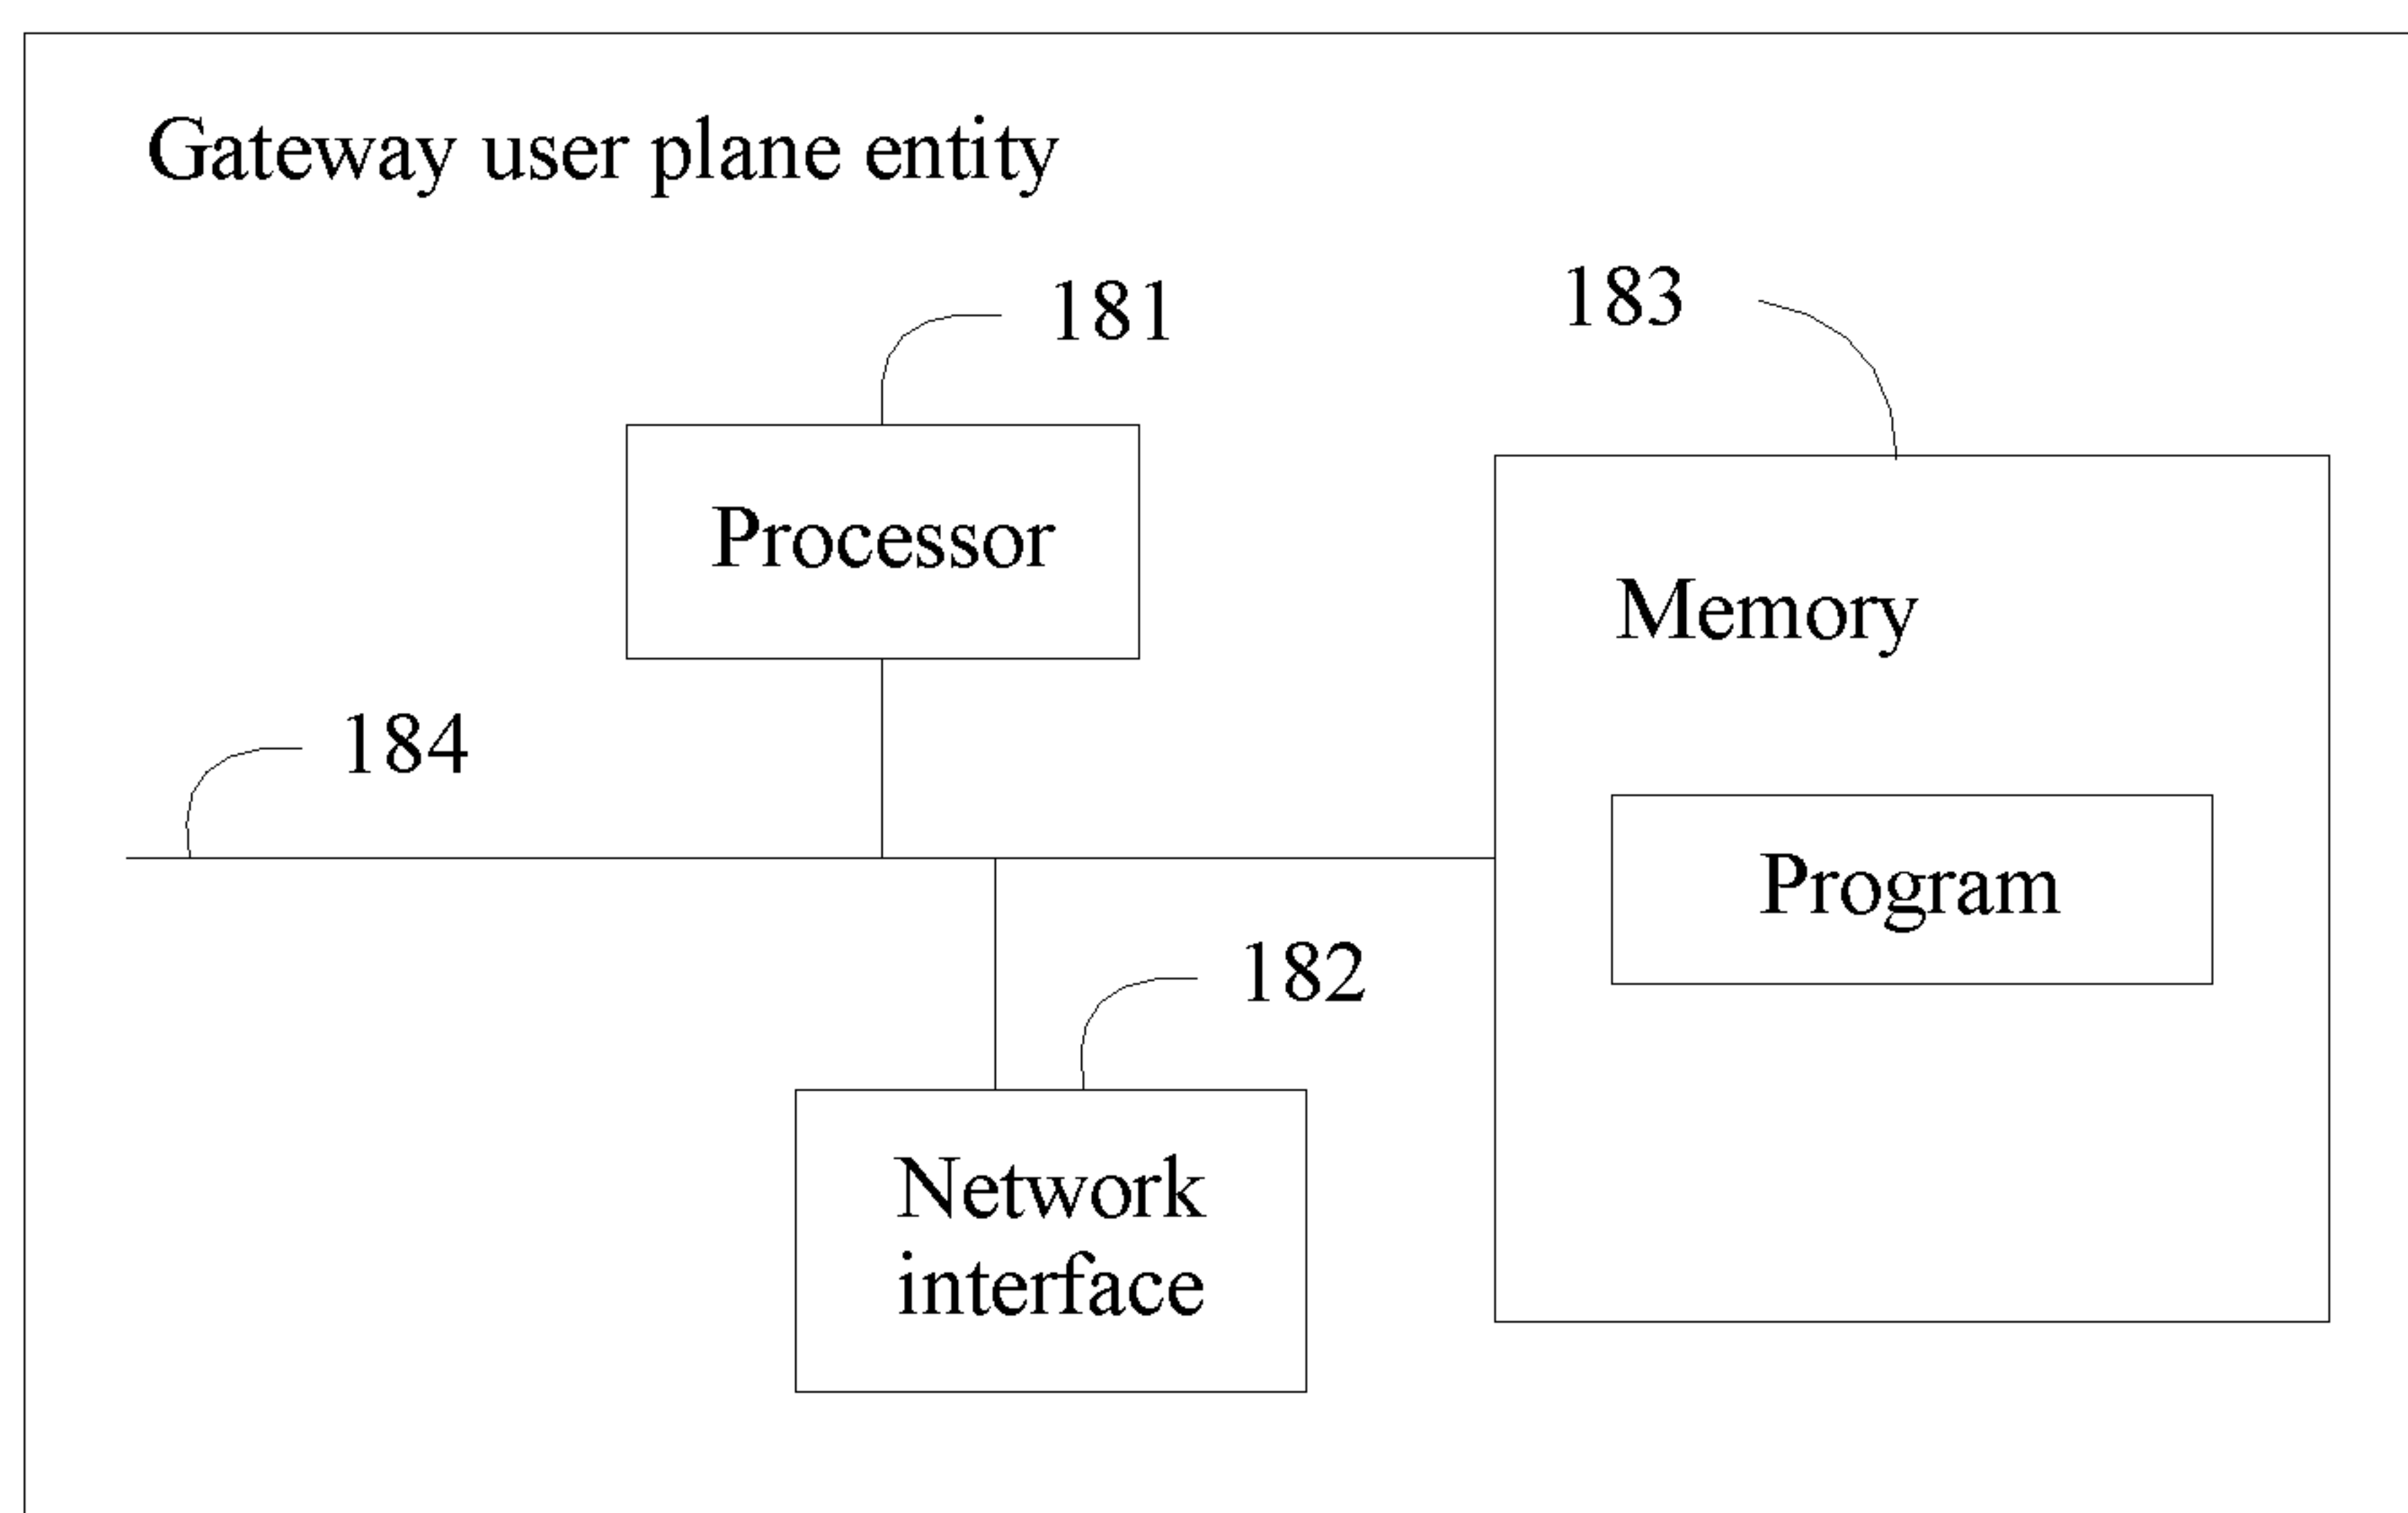 Gateway user plane entity
181
183
Processor
Memory
184
Program
182
Network
interface